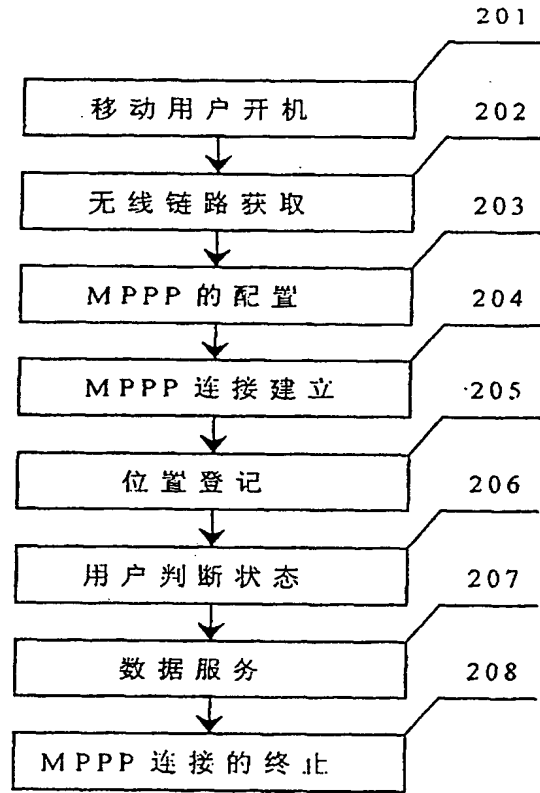 201
移动用户开机
202
无线链路获取
203
MPPP的配置
204
MPPP连接建立
205
位置登记
206
用户判断状态
207
数据服务
208
MPPP连接的终止